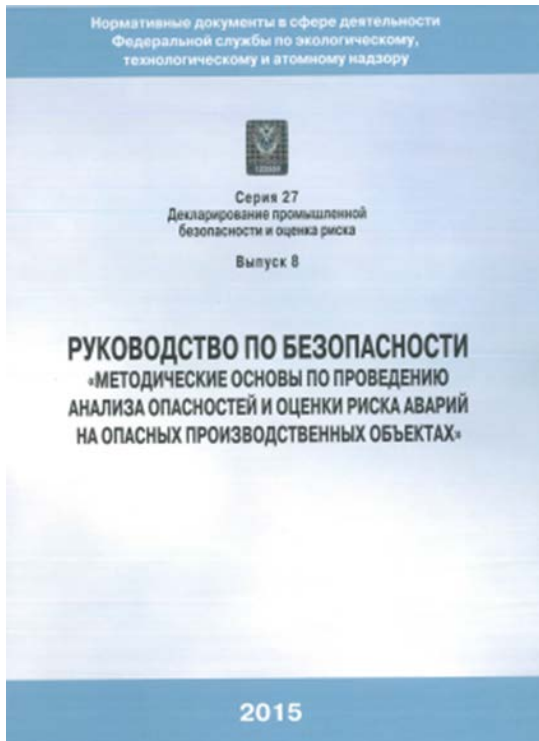 Нормативные документы в сфере деятельности
Федеральной службы по экологическому,
технологическому и атомному надзору
Серия 27
Декларирование промышленной
безопасности и оценка риска
Выпуск 8
РУКОВОДСТВО ПО БЕЗОПАСНОСТИ
«МЕТОДИЧЕСКИЕ ОСНОВЫ ПО ПРОВЕДЕНИЮ
АНАЛИЗА ОПАСНОСТЕЙ И ОЦЕНКИ РИСКА АВАРИЙ
НА ОПАСНЫХ ПРОИЗВОДСТВЕННЫХ ОБЪЕКТАХ»
2015